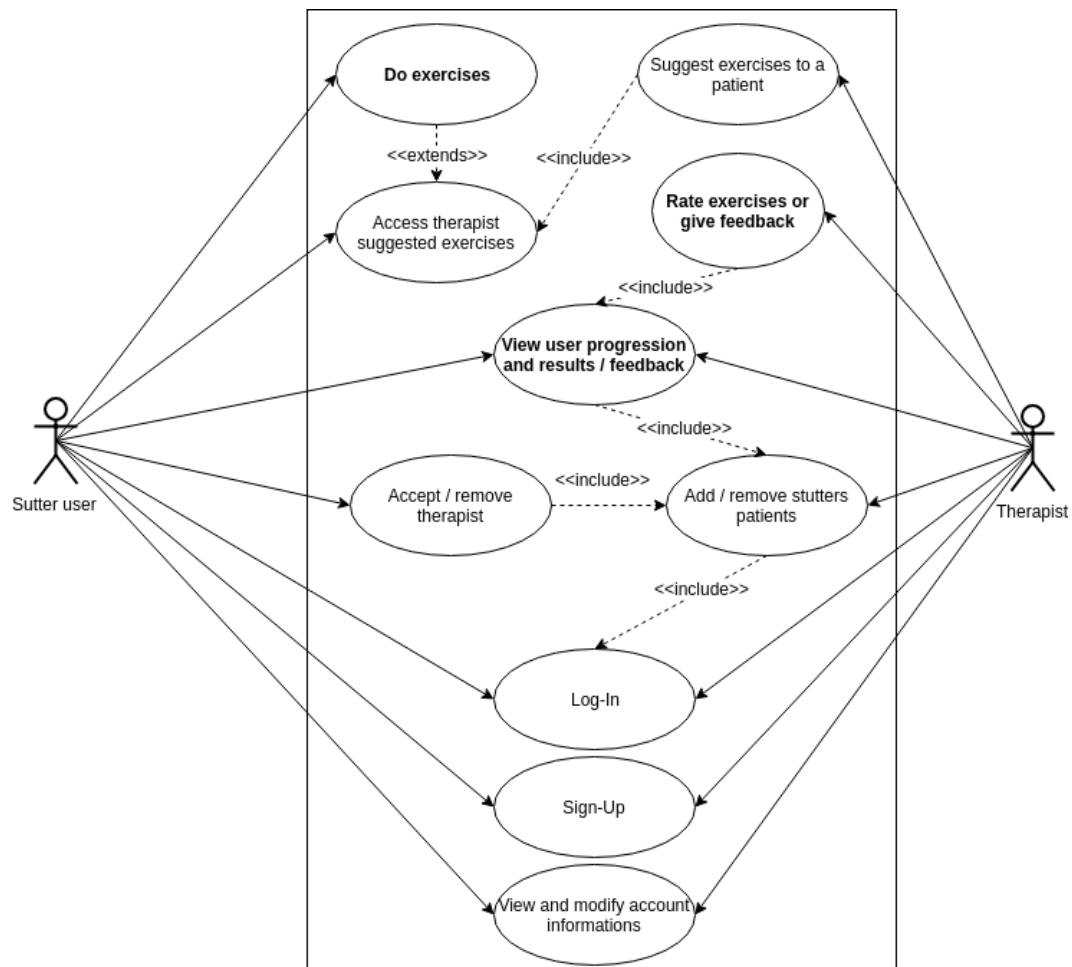 Do exercises
Suggest exercises to a
patient
<<extends>>
<<include>>
Access therapist
suggested exercises
Rate exercises or
give feedback
<<include>>
View user progression
and results / feedback
<<include>>
Sutter user
Accept / remove
therapist
<<include>>
Add / remove stutters
patients
Therapist
<<include>>
Log-In
Sign-Up
View and modify account
informations